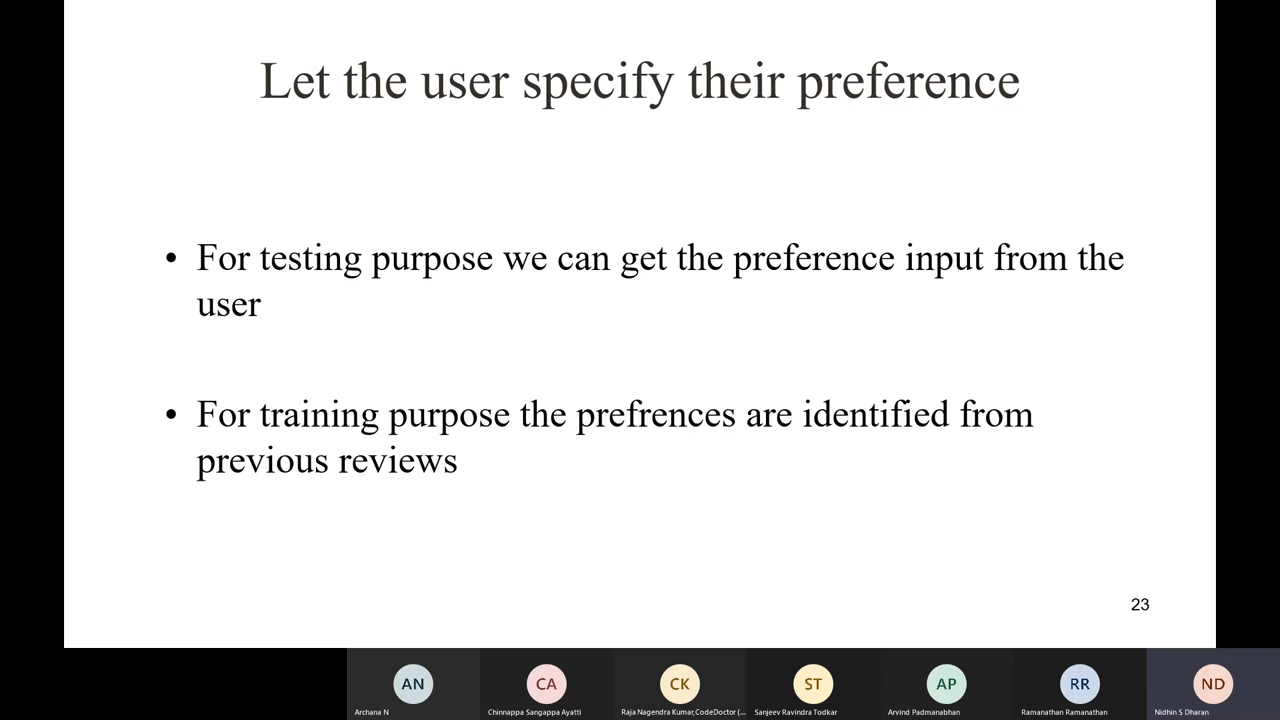 Let the user specify their preference
• For testing purpose we can get the preference input from the
user
• For training purpose the prefrences are identified from
previous reviews
23
AN
CA
CK
ST
AP
RR
ND
Archana N
Chinnappa Sangappa Ayatti
Raja Nagendra Kumar,CodeDoctor (...
Sanjeev Ravindra Todkar
Arvind Padmanabhan
Ramanathan Ramanathan
Nidhin S Dharan